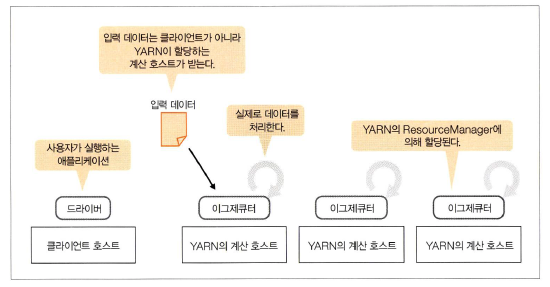 입력 데이터는 클라이언트가 아니라
YARN이 할당하는
계산 호스트가 받는다.
입력 데이터
실제로 데이터를
처리한다.
사용자가 실행하는
애플리케이션
YARN의 ResourceManager에
의해 할당된다.
드라이버
이그제큐터
이그제큐터
이그제큐터
클라이언트 호스트
YARN의 계산 호스트
YARN의 계산 호스트
YARN의 계산 호스트